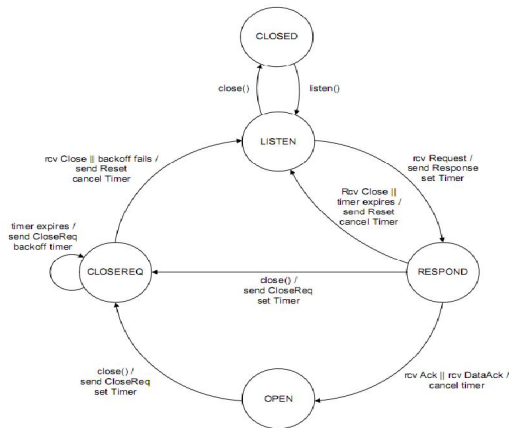 CLOSED
close()
listen()
LISTEN
rcv Close || backoff fails /
send Reset
cancel Timer
rcv Request /
send Response
set Timer
Rcv Close ||
timer expires /
send Reset
cancel Timer
timer expires /
send CloseReq
backoff timer
CLOSEREQ
RESPOND
close() /
send CloseReq
set Timer
close() /
send CloseReq
set Timer
rcv Ack || rcv DataAck /
cancel timer
OPEN